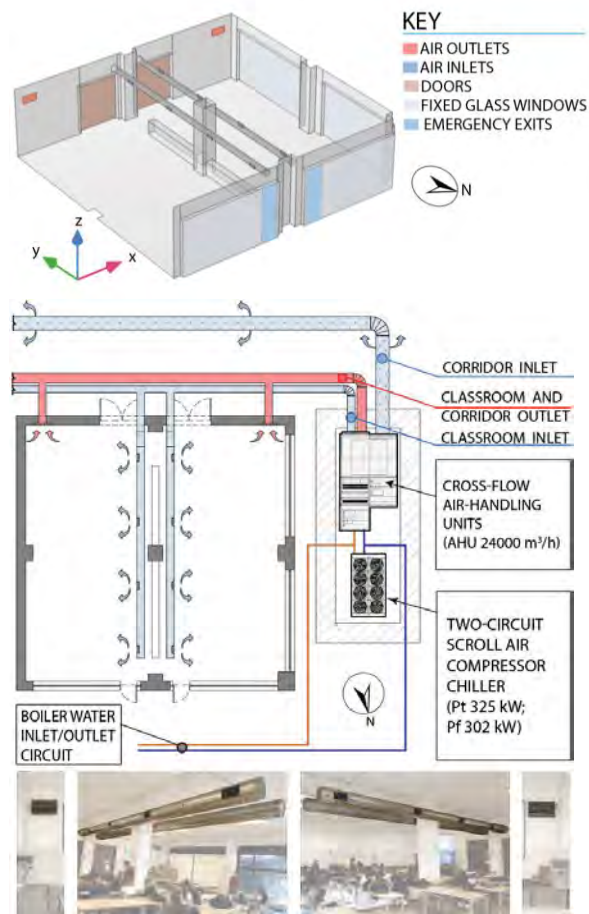 KEY
AIR OUTLETS
AIR INLETS
DOORS
FIXED GLASS WINDOWS
EMERGENCY EXITS
N
z
y
x
CORRIDOR INLET
CLASSROOM AND
CORRIDOR OUTLET
CLASSROOM INLET
CROSS-FLOW
AIR-HANDLING
UNITS
(AHU 24000 m³/h)
TWO-CIRCUIT
SCROLL AIR
COMPRESSOR
CHILLER
(Pt 325 kW;
Pf 302 kW)
N
BOILER WATER
INLET/OUTLET
CIRCUIT